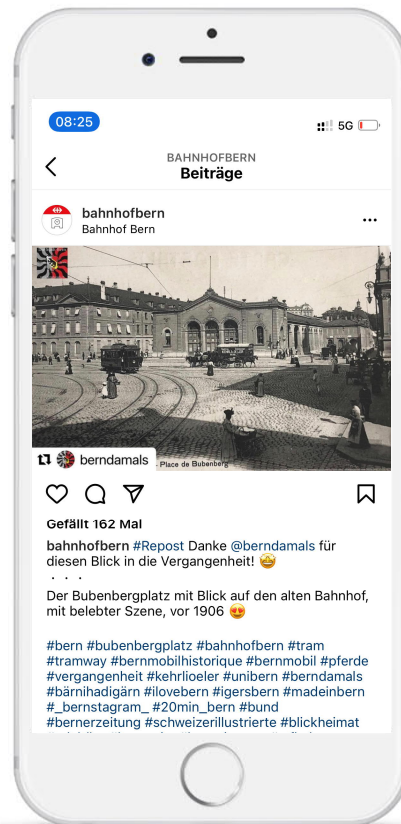 08:25
5G
BAHNHOFBERN
Beiträge
bahnhofbern
Bahnhof Bern
berndamals
- Place de Bubenberg
Gefällt 162 Mal
bahnhofbern #Repost Danke @berndamals für
diesen Blick in die Vergangenheit! 🤩
· · ·
Der Bubenbergplatz mit Blick auf den alten Bahnhof,
mit belebter Szene, vor 1906 😍
#bern #bubenbergplatz #bahnhofbern #tram
#tramway #bernmobilhistorique #bernmobil #pferde
#vergangenheit #kehrlioeler #unibern #berndamals
#bärnihadigärn #ilovebern #igersbern #madeinbern
#_bernstagram_ #20min_bern #bund
#bernerzeitung #schweizerillustrierte #blickheimat